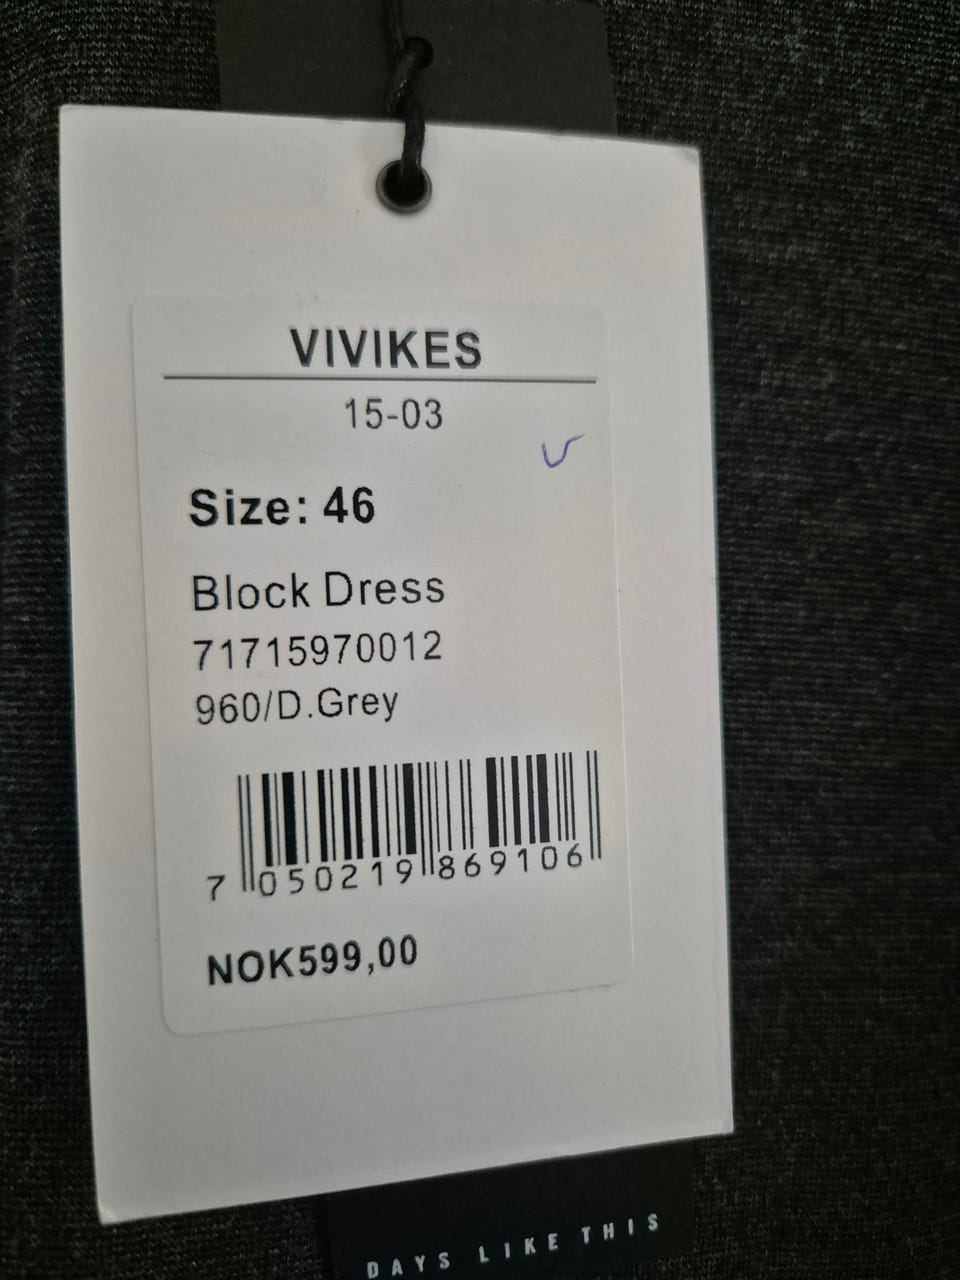 VIVIKES
15-03
Size: 46
Block Dress
71715970012
960/D.Grey
7 050219 869106
NOK599,00
DAYS LIKE THIS